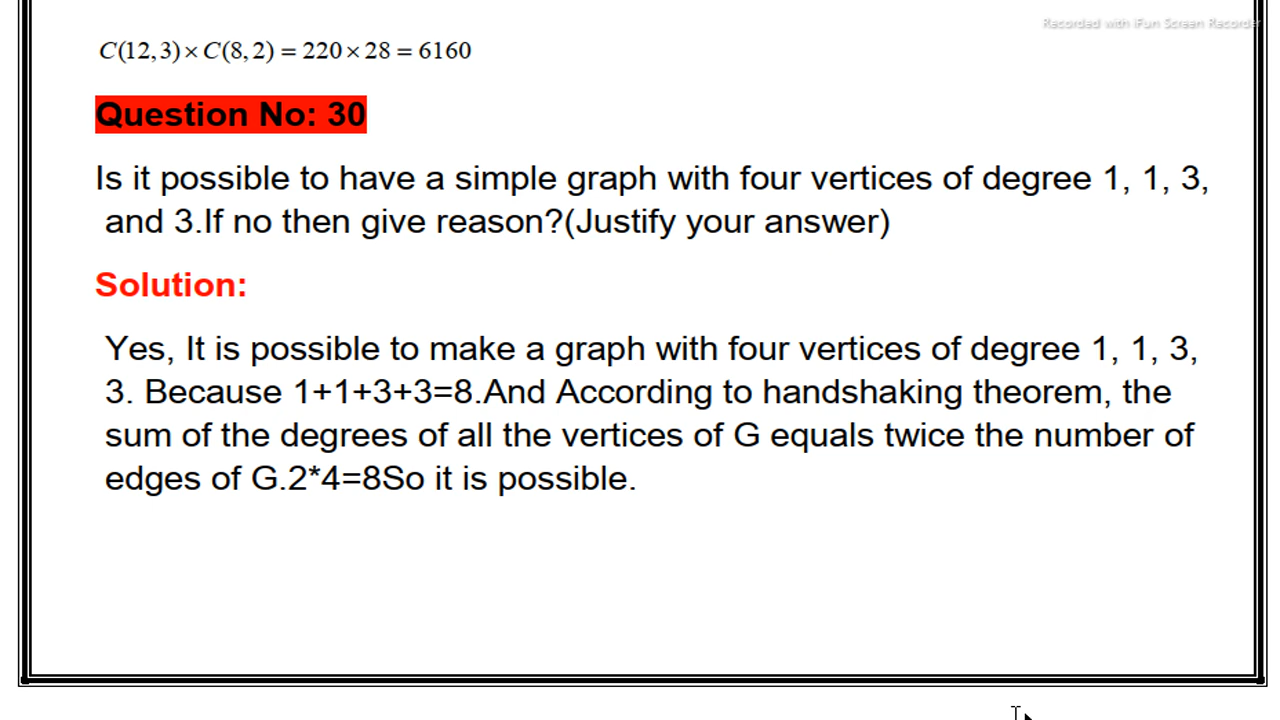 Recorded with iFun Screen Recorder
C(12,3)×C(8,2) = 220×28 = 6160
Question No: 30
Is it possible to have a simple graph with four vertices of degree 1, 1, 3,
and 3.If no then give reason?(Justify your answer)
Solution:
Yes, It is possible to make a graph with four vertices of degree 1, 1, 3,
3. Because 1+1+3+3=8.And According to handshaking theorem, the
sum of the degrees of all the vertices of G equals twice the number of
edges of G.2*4=8So it is possible.